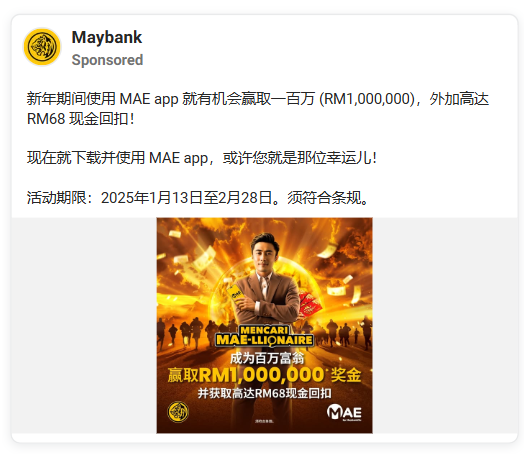 Maybank
Sponsored
新年期间使用 MAE app 就有机会赢取一百万 (RM1,000,000)，外加高达
RM68 现金回扣！
现在就下载并使用 MAE app，或许您就是那位幸运儿！
活动期限：2025年1月13日至2月28日。须符合条规。
MENCARI
MAE-LLIONAIRE
成为百万富翁
赢取RM1,000,000*奖金
并获取高达RM68现金回扣
MAE